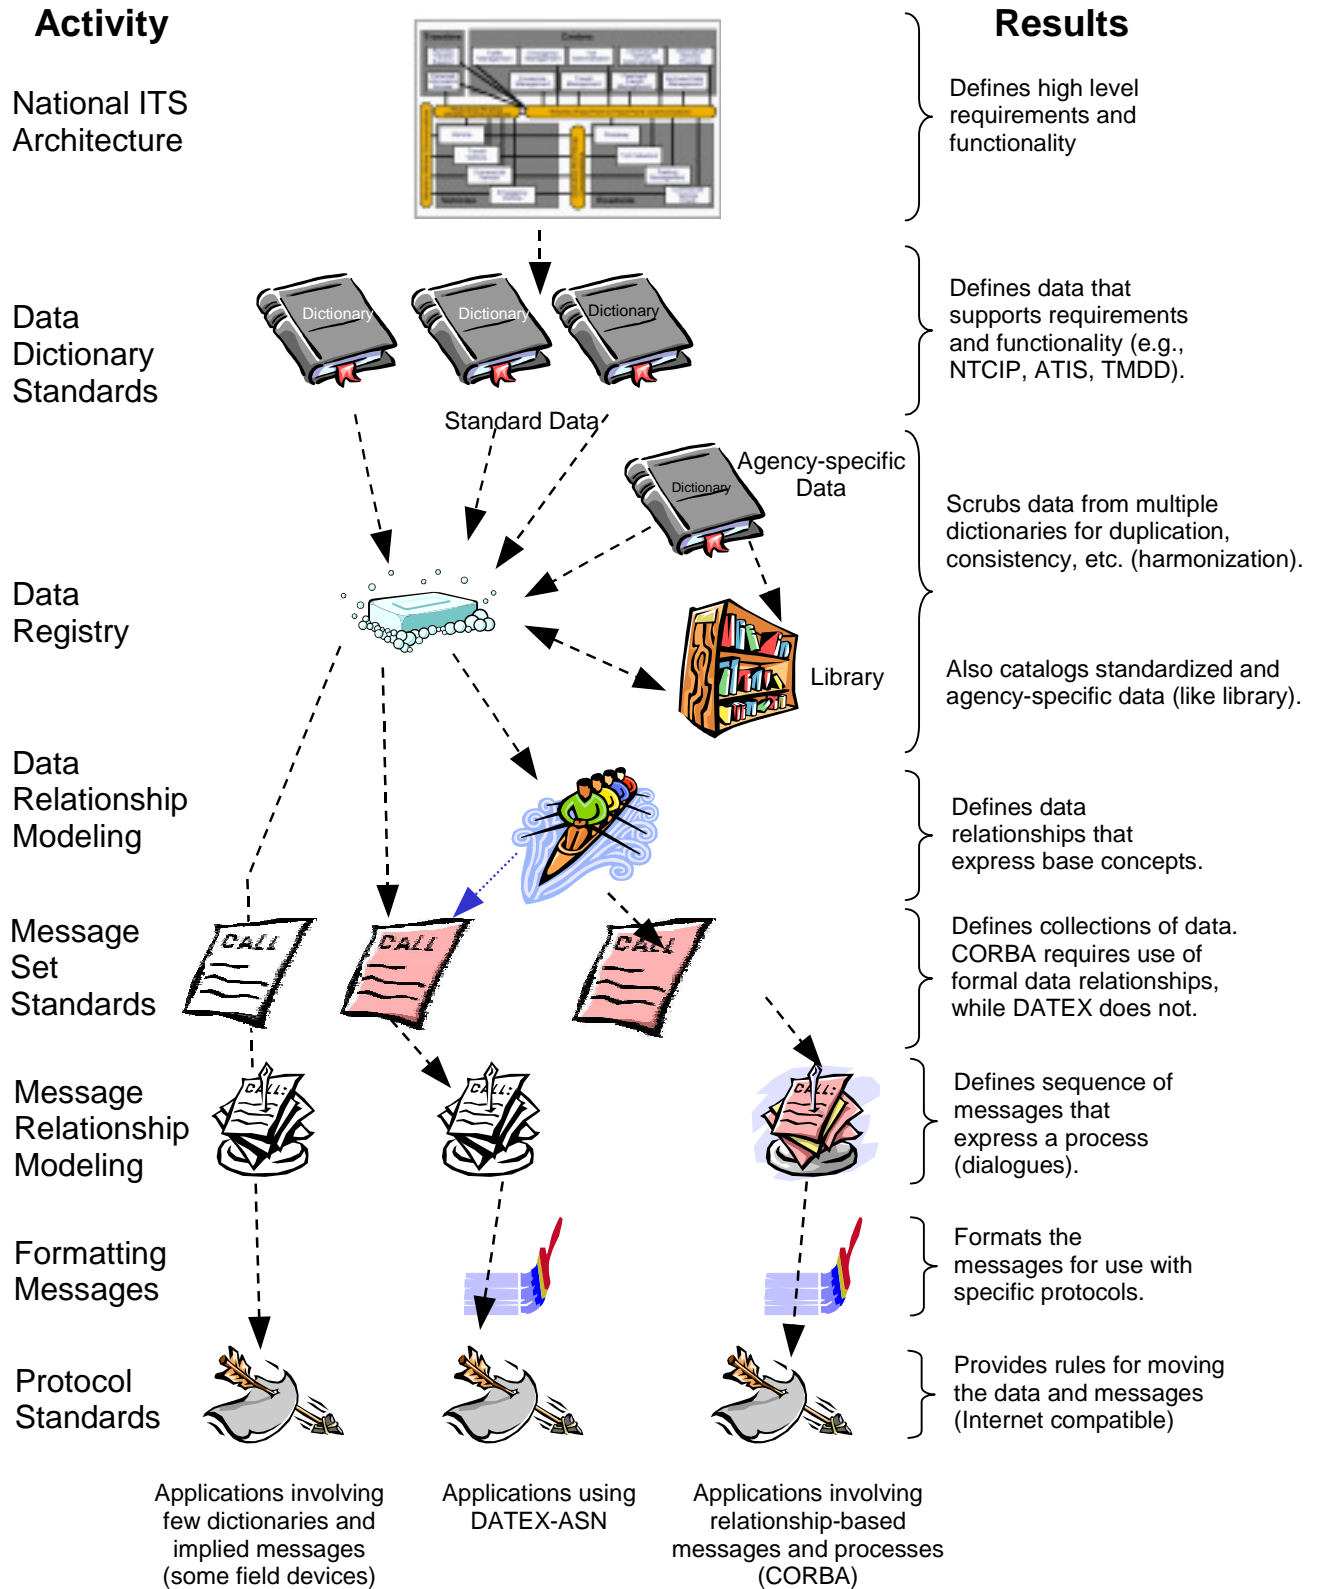 Activity
Results
National ITS
Architecture
Travelers
Centers
Vehicles
Roadside
Defines high level
requirements and
functionality
Data
Dictionary
Standards
Dictionary
Dictionary
Dictionary
Defines data that
supports requirements
and functionality (e.g.,
NTCIP, ATIS, TMDD).
Standard Data
Agency-specific
Data
Dictionary
Scrubs data from multiple
dictionaries for duplication,
consistency, etc. (harmonization).
Data
Registry
Library
Also catalogs standardized and
agency-specific data (like library).
Data
Relationship
Modeling
Defines data
relationships that
express base concepts.
Message
Set
Standards
CALL
CALL
CALL
Defines collections of data.
CORBA requires use of
formal data relationships,
while DATEX does not.
Message
Relationship
Modeling
CALL:
CALL:
CALL:
Defines sequence of
messages that
express a process
(dialogues).
Formatting
Messages
Formats the
messages for use with
specific protocols.
Protocol
Standards
Provides rules for moving
the data and messages
(Internet compatible)
Applications involving
few dictionaries and
implied messages
(some field devices)
Applications using
DATEX-ASN
Applications involving
relationship-based
messages and processes
(CORBA)